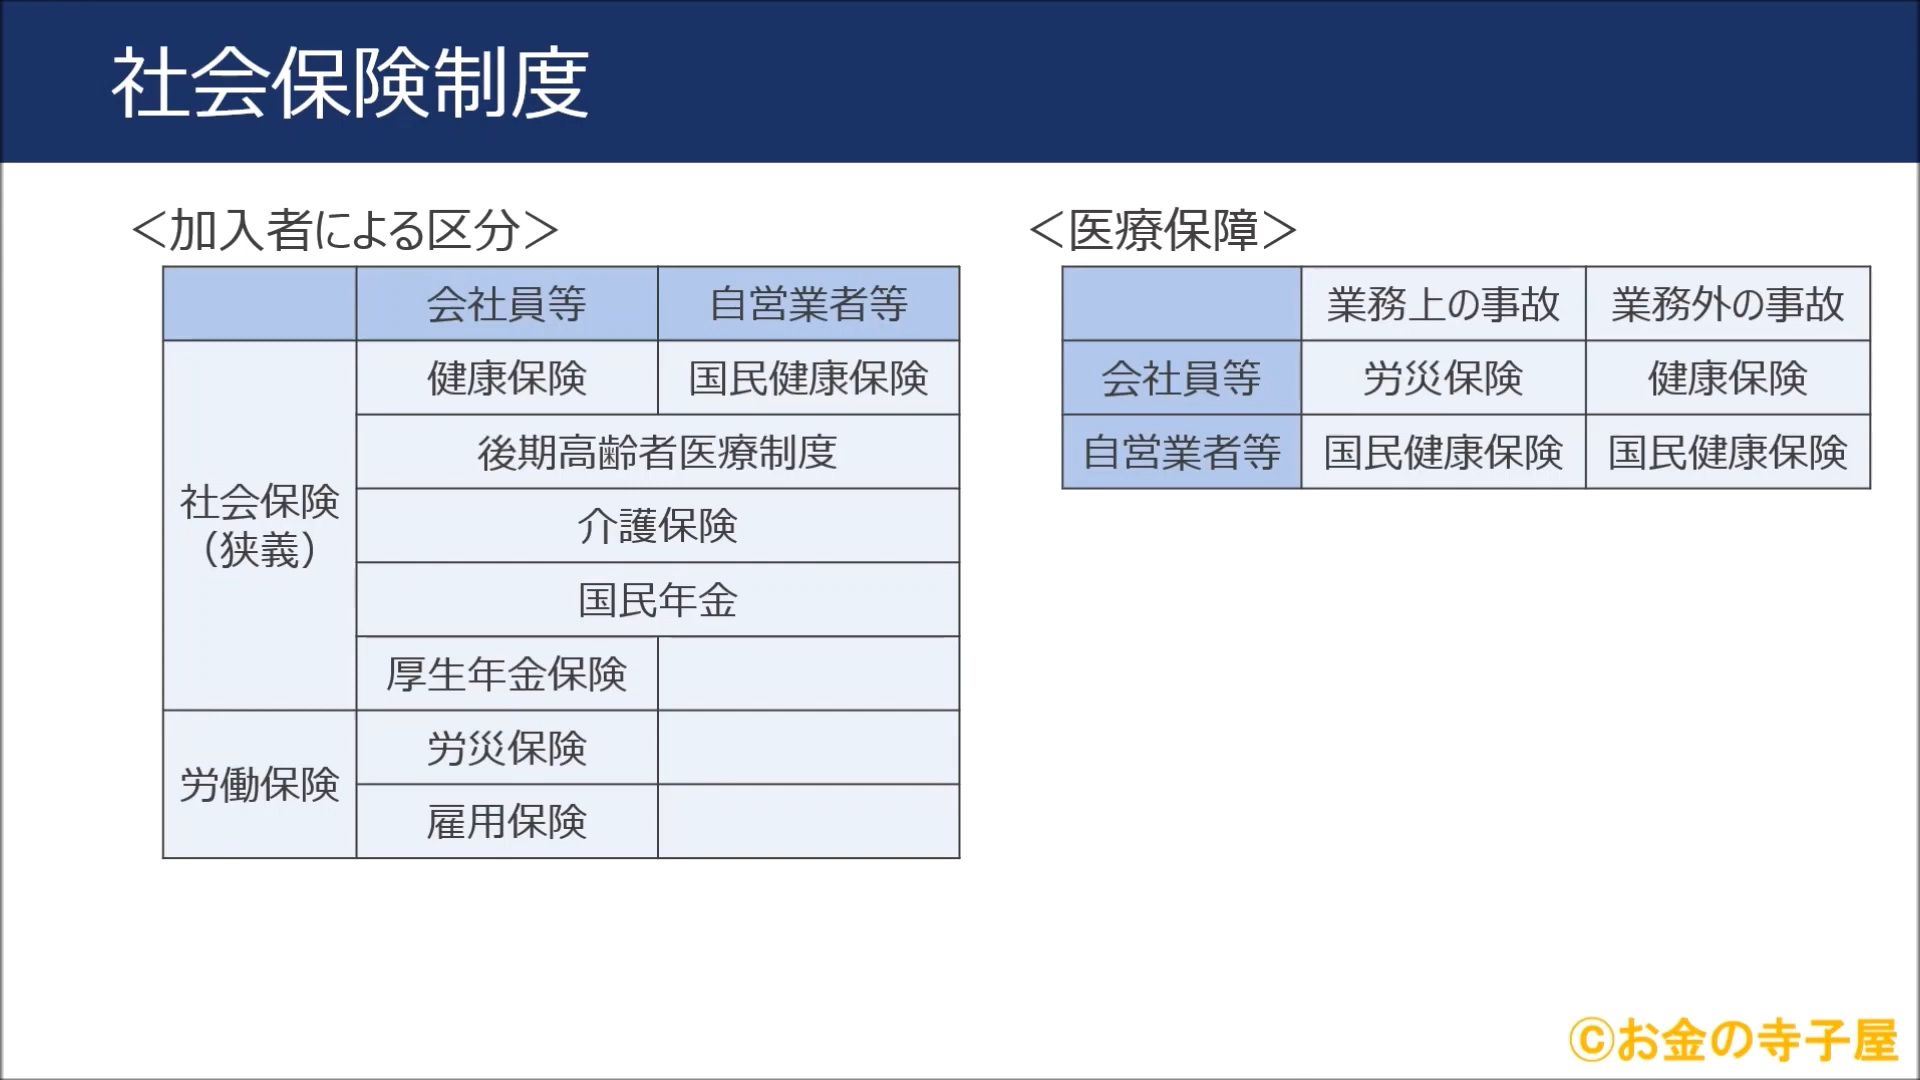 社会保険制度
＜加入者による区分＞
会社員等 自営業者等
健康保険 国民健康保険
後期高齢者医療制度
介護保険
国民年金
厚生年金保険
社会保険
（狭義）
労災保険
雇用保険
労働保険
＜医療保障＞
業務上の事故 業務外の事故
会社員等 労災保険 健康保険
自営業者等 国民健康保険 国民健康保険
©お金の寺子屋